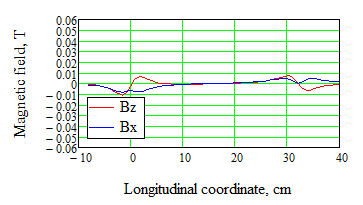 0.06
0.05
0.04
0.03
0.02
0.01
0
− 0.01
− 0.02
− 0.03
− 0.04
− 0.05
− 0.06
Magnetic field, T
Bz
Bx
− 10 0 10 20 30 40
Longitudinal coordinate, cm